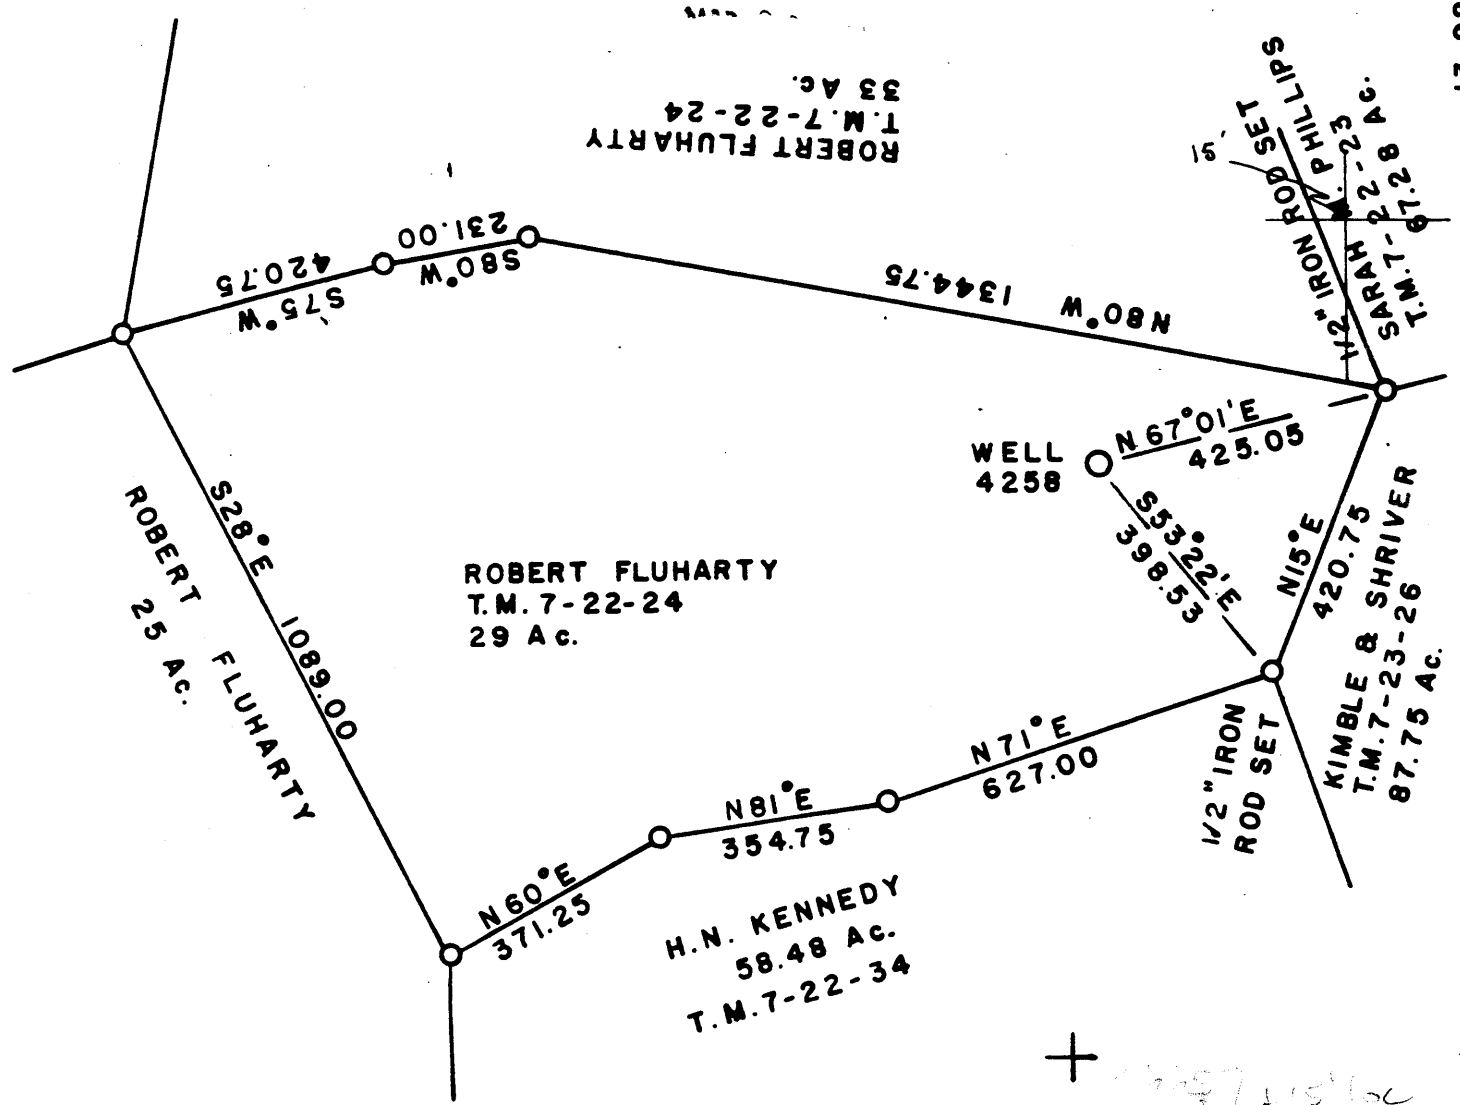 ROBERT FLUHARTY
T.M. 7-22-24
33 Ac.
1/2" IRON ROD SET
SARAH M. PHILLIPS
T.M. 7-22-23
67.28 Ac.
15'
S75°W
420.75
S80°W
231.00
N80°W 1344.75
WELL
4258
N67°01'E
425.05
S53°22'E
398.53
N15°E
420.75
KIMBLE & SHRIVER
T.M. 7-23-26
87.75 Ac.
S28°E 1089.00
ROBERT FLUHARTY
25 Ac.
ROBERT FLUHARTY
T.M. 7-22-24
29 Ac.
N71°E
627.00
1/2" IRON
ROD SET
N81°E
354.75
N60°E
371.25
H.N. KENNEDY
58.48 Ac.
T.M. 7-22-34